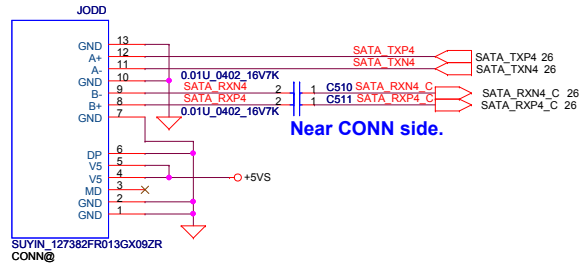 JODD
GND 13
A+ 12 SATA_TXP4 SATA_TXP4 26
A- 11 SATA_TXN4 SATA_TXN4 26
GND 10 0.01U_0402_16V7K
B- 9 SATA_RXN4 2 1 C510 SATA_RXN4_C SATA_RXN4_C 26
B+ 8 SATA_RXP4 2 1 C511 SATA_RXP4_C SATA_RXP4_C 26
GND 7 0.01U_0402_16V7K
Near CONN side.
DP 6
V5 5
V5 4 +5VS
MD 3
GND 2
GND 1
SUYIN_127382FR013GX09ZR
CONN@